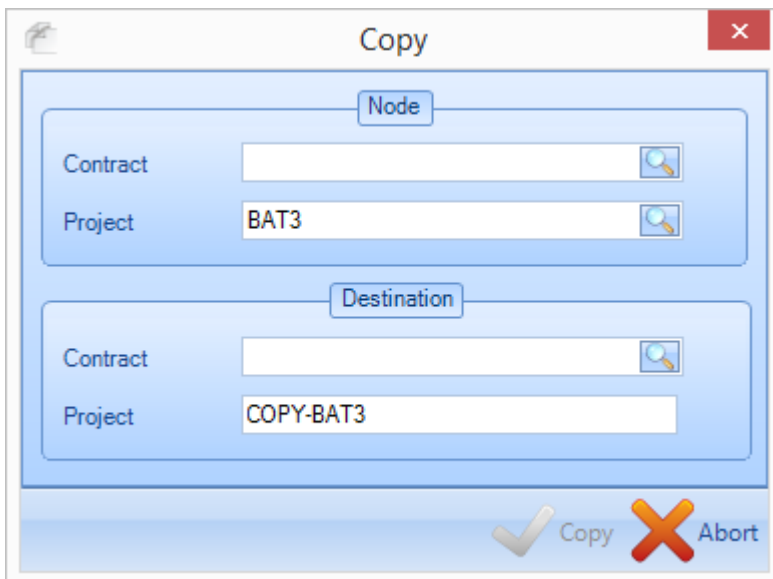 Copy
Node
Contract
Project BAT3
Destination
Contract
Project COPY-BAT3
Copy Abort